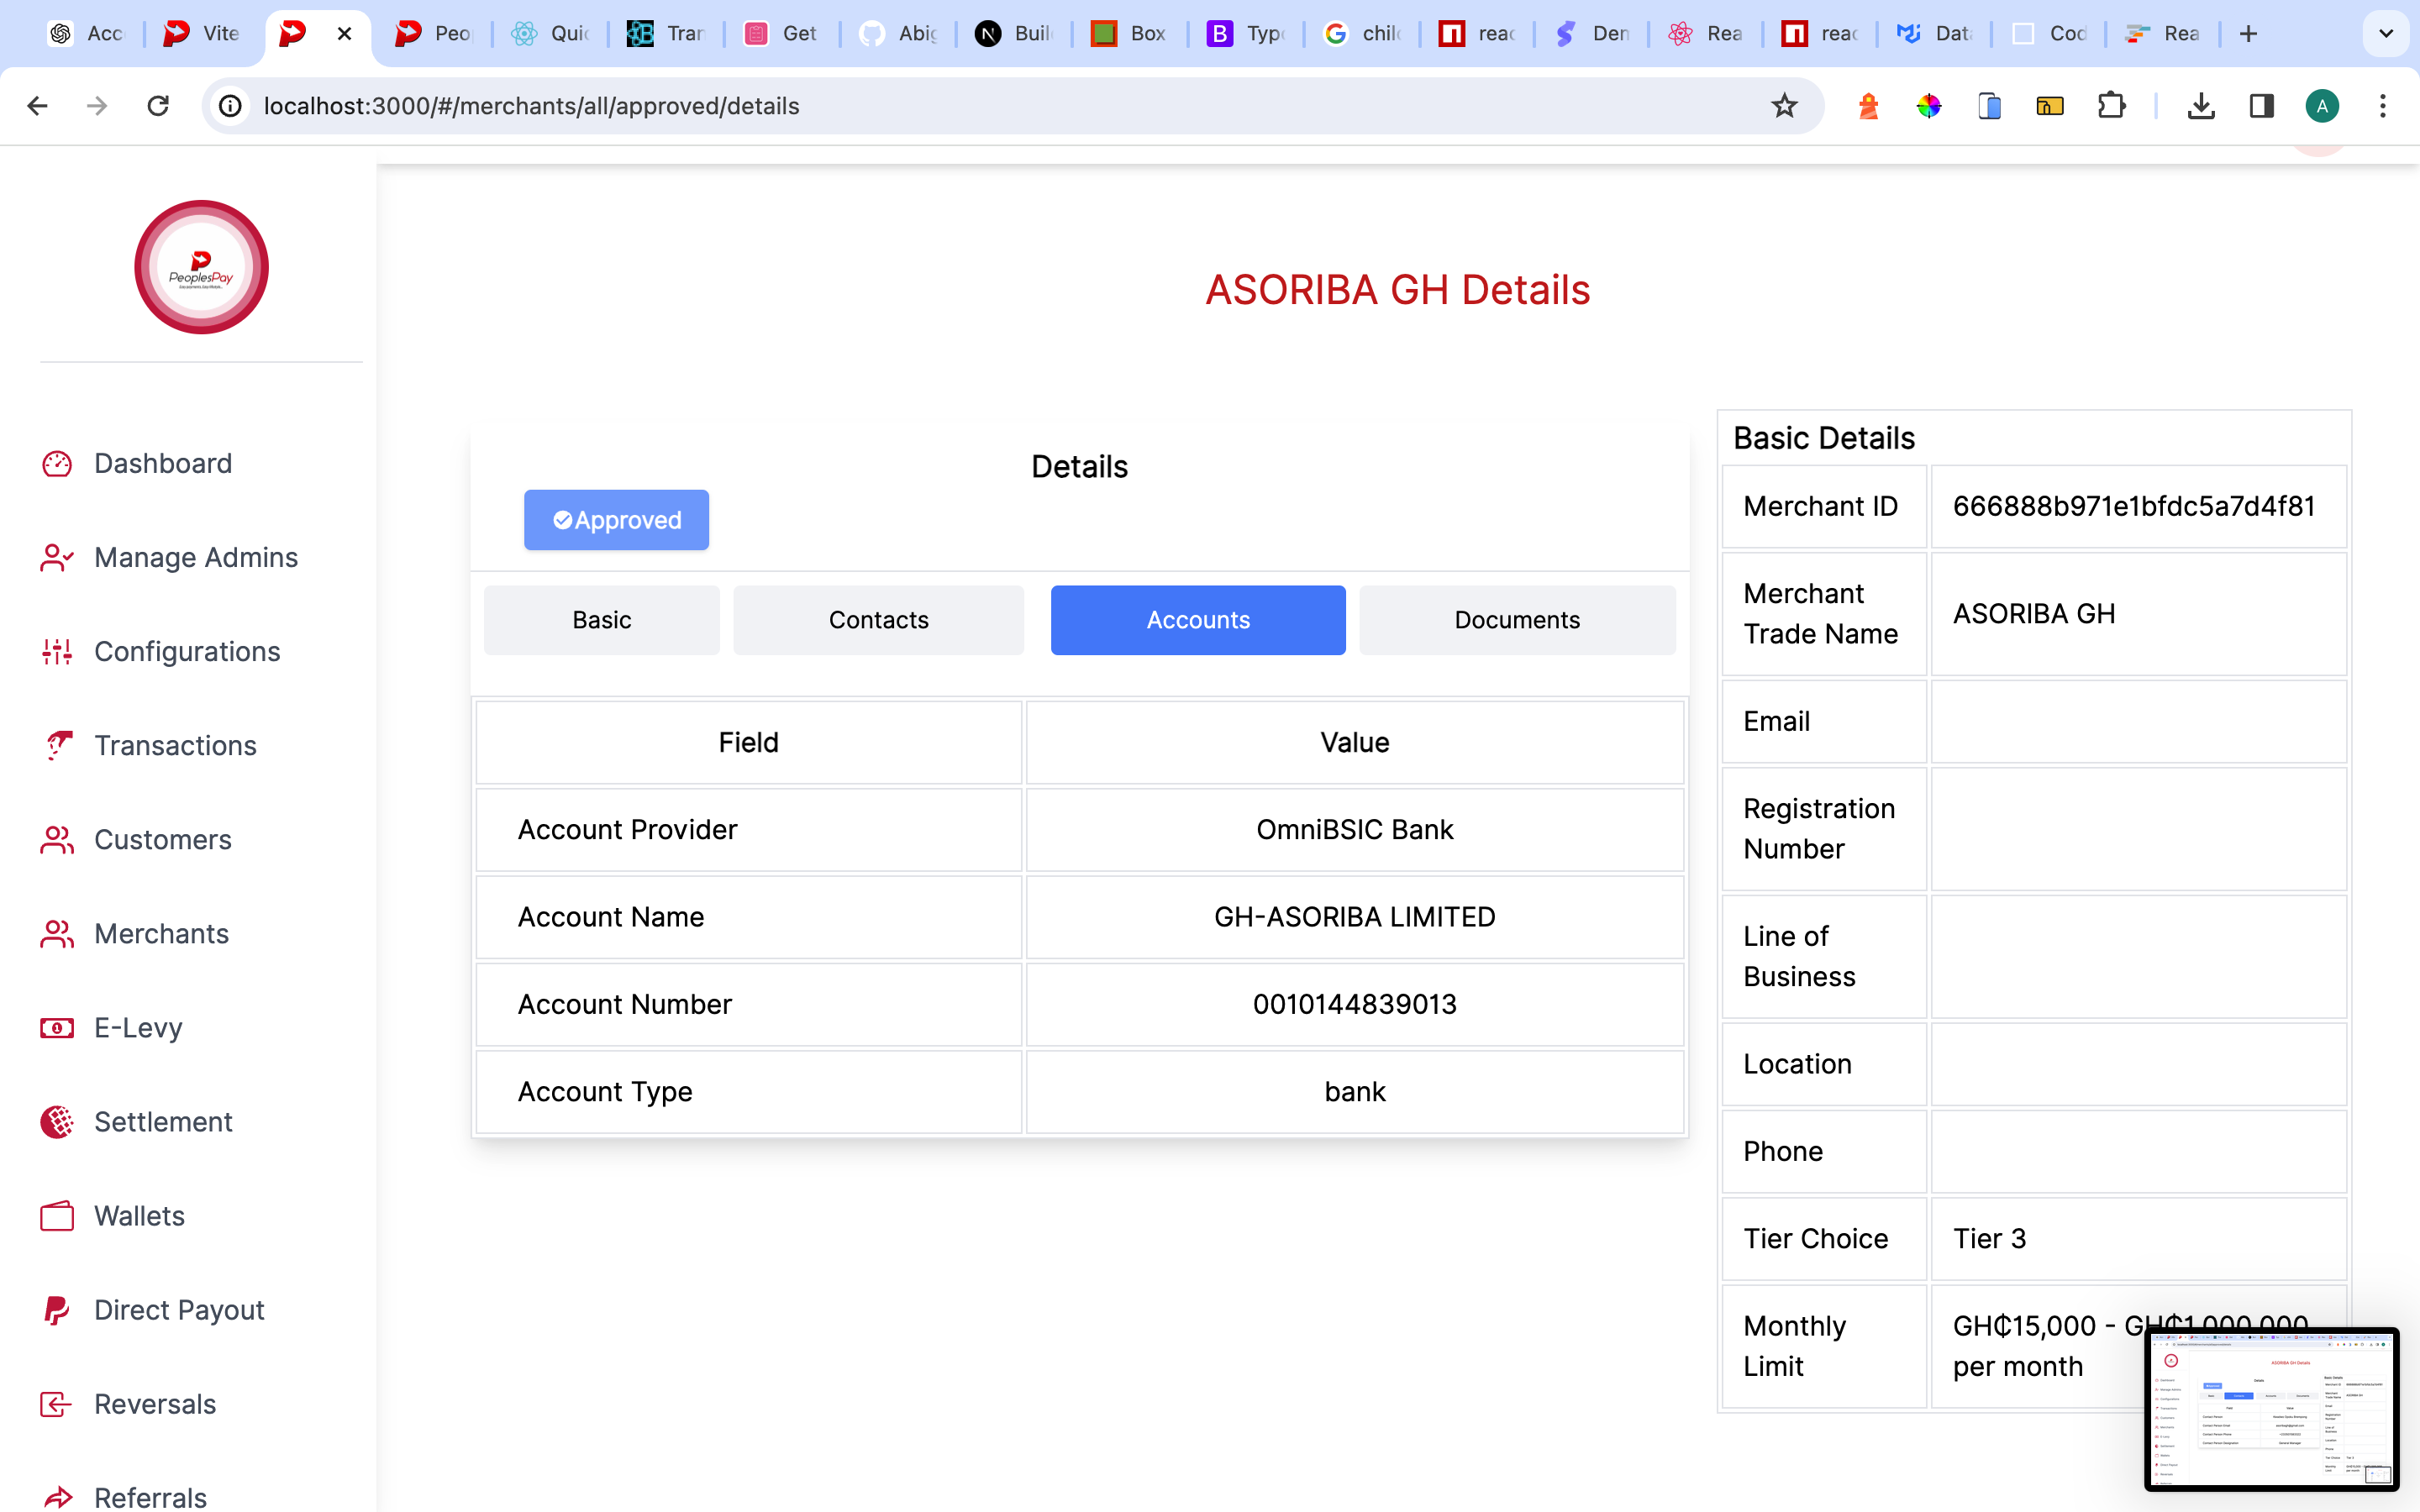 Acc
Vite
Peo
Quic
Tran
Get
Abig
Buil
Box
Typo
chil
reac
Den
Rea
reac
Data
Cod
Rea
localhost:3000/#/merchants/all/approved/details
A
PeoplesPay
ASORIBA GH Details
Dashboard
Manage Admins
Configurations
Transactions
Customers
Merchants
E-Levy
Settlement
Wallets
Direct Payout
Reversals
Referrals
Details
Approved
Basic
Contacts
Accounts
Documents
Field
Value
Account Provider
OmniBSIC Bank
Account Name
GH-ASORIBA LIMITED
Account Number
0010144839013
Account Type
bank
Basic Details
Merchant ID
666888b971e1bfdc5a7d4f81
Merchant
Trade Name
ASORIBA GH
Email
Registration
Number
Line of
Business
Location
Phone
Tier Choice
Tier 3
Monthly
Limit
GH₵15,000 - GH₵1,000,000
per month